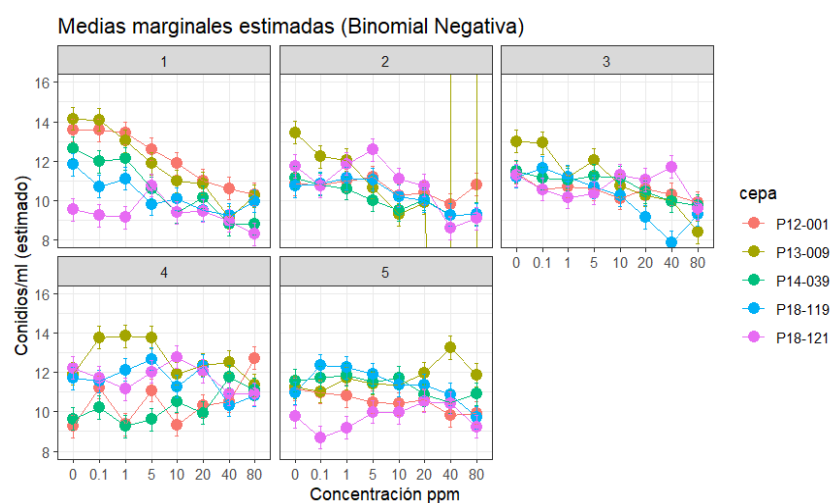 Medias marginales estimadas (Binomial Negativa)
1
2
3
16
14
12
10
8
0 0.1 1 5 10 20 40 80
4
5
16
14
12
10
8
0 0.1 1 5 10 20 40 80
0 0.1 1 5 10 20 40 80
Concentración ppm
Conidios/ml (estimado)
cepa
P12-001
P13-009
P14-039
P18-119
P18-121